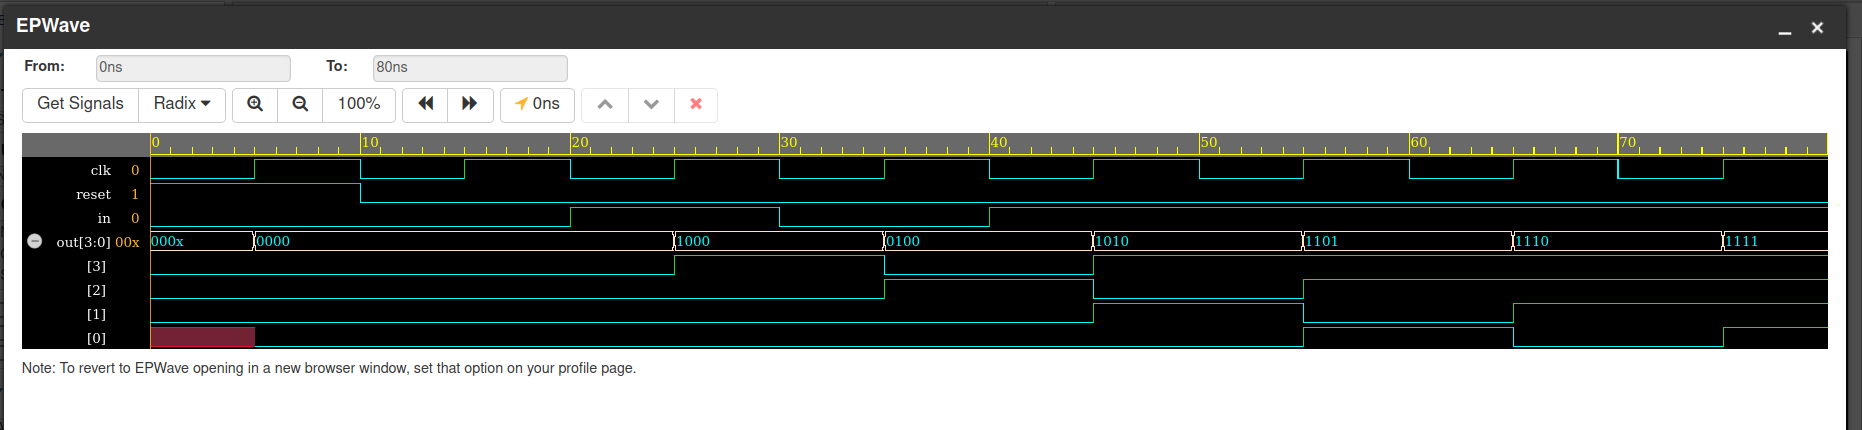 EPWave
From: 0ns To: 80ns
Get Signals Radix 100% 0ns
0 10 20 30 40 50 60 70
clk 0
reset 1
in 0
out[3:0] 00x 000x 0000 1000 0100 1010 1101 1110 1111
[3]
[2]
[1]
[0]
Note: To revert to EPWave opening in a new browser window, set that option on your profile page.